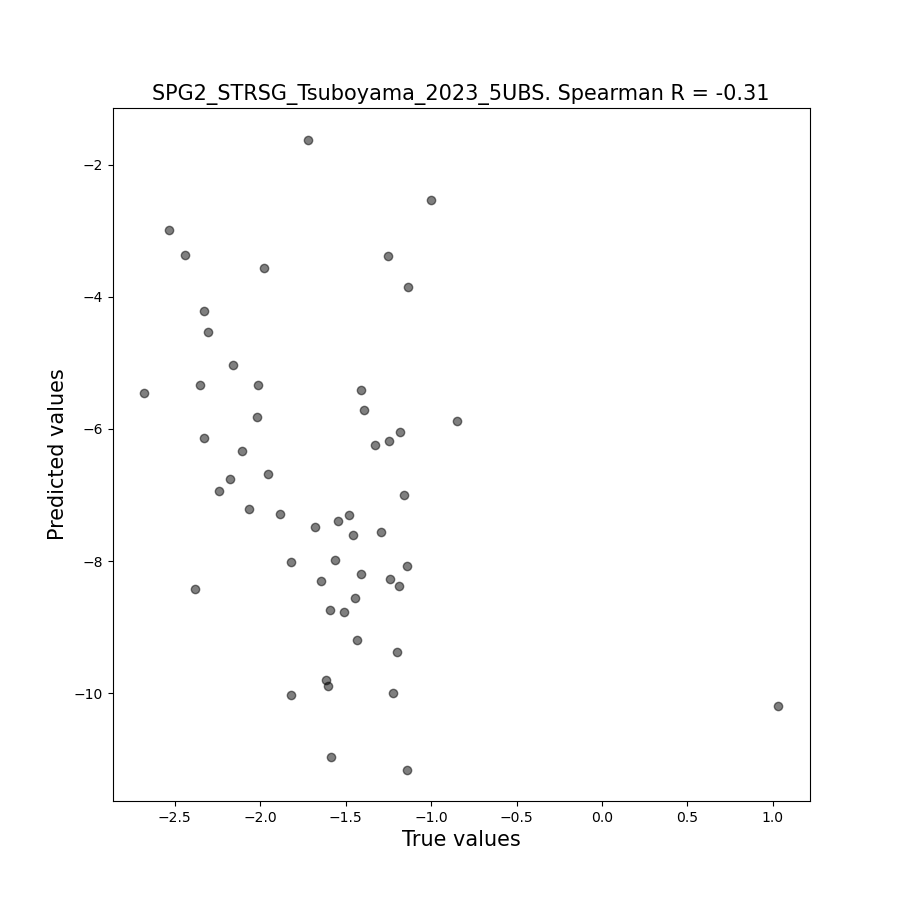 SPG2_STRSG_Tsuboyama_2023_5UBS. Spearman R = -0.31
Predicted values
−2
−4
−6
−8
−10
−2.5 −2.0 −1.5 −1.0 −0.5 0.0 0.5 1.0
True values